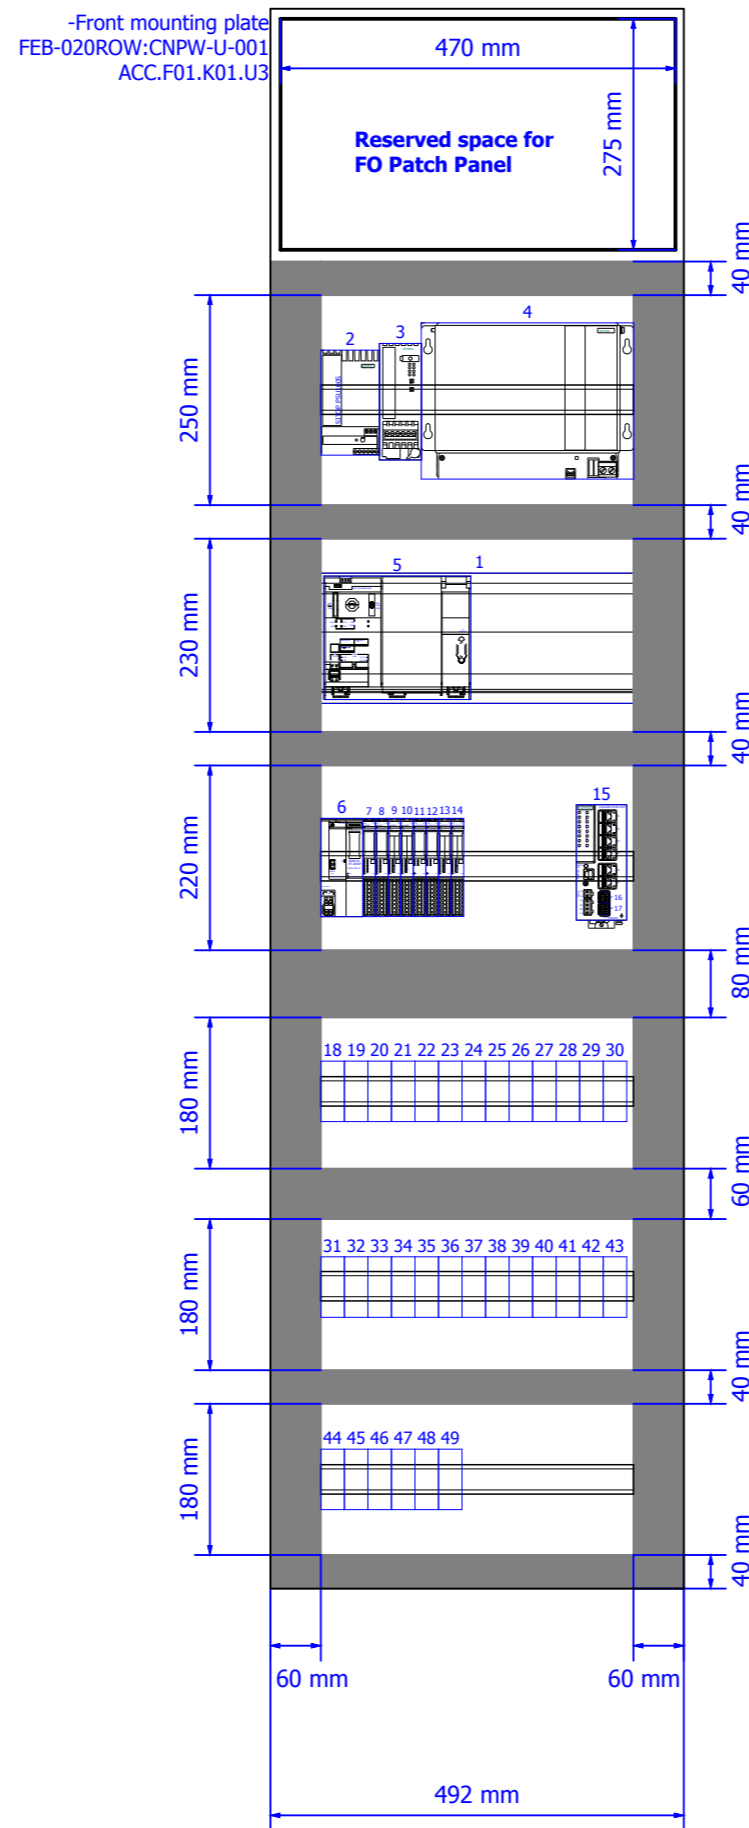 -Front mounting plate
FEB-020ROW:CNPW-U-001
ACC.F01.K01.U3
470 mm
275 mm
Reserved space for
FO Patch Panel
40 mm
250 mm
2
3
4
SITOP PSU8205
40 mm
230 mm
5
1
40 mm
220 mm
6
7 8 9 10 11 12 13 14
15
16
17
80 mm
180 mm
18 19 20 21 22 23 24 25 26 27 28 29 30
60 mm
180 mm
31 32 33 34 35 36 37 38 39 40 41 42 43
40 mm
180 mm
44 45 46 47 48 49
40 mm
60 mm
60 mm
492 mm